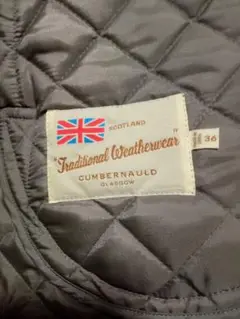 SCOTLAND
"Traditional Weatherwear"
CUMBERNAULD
GLASGOW
36